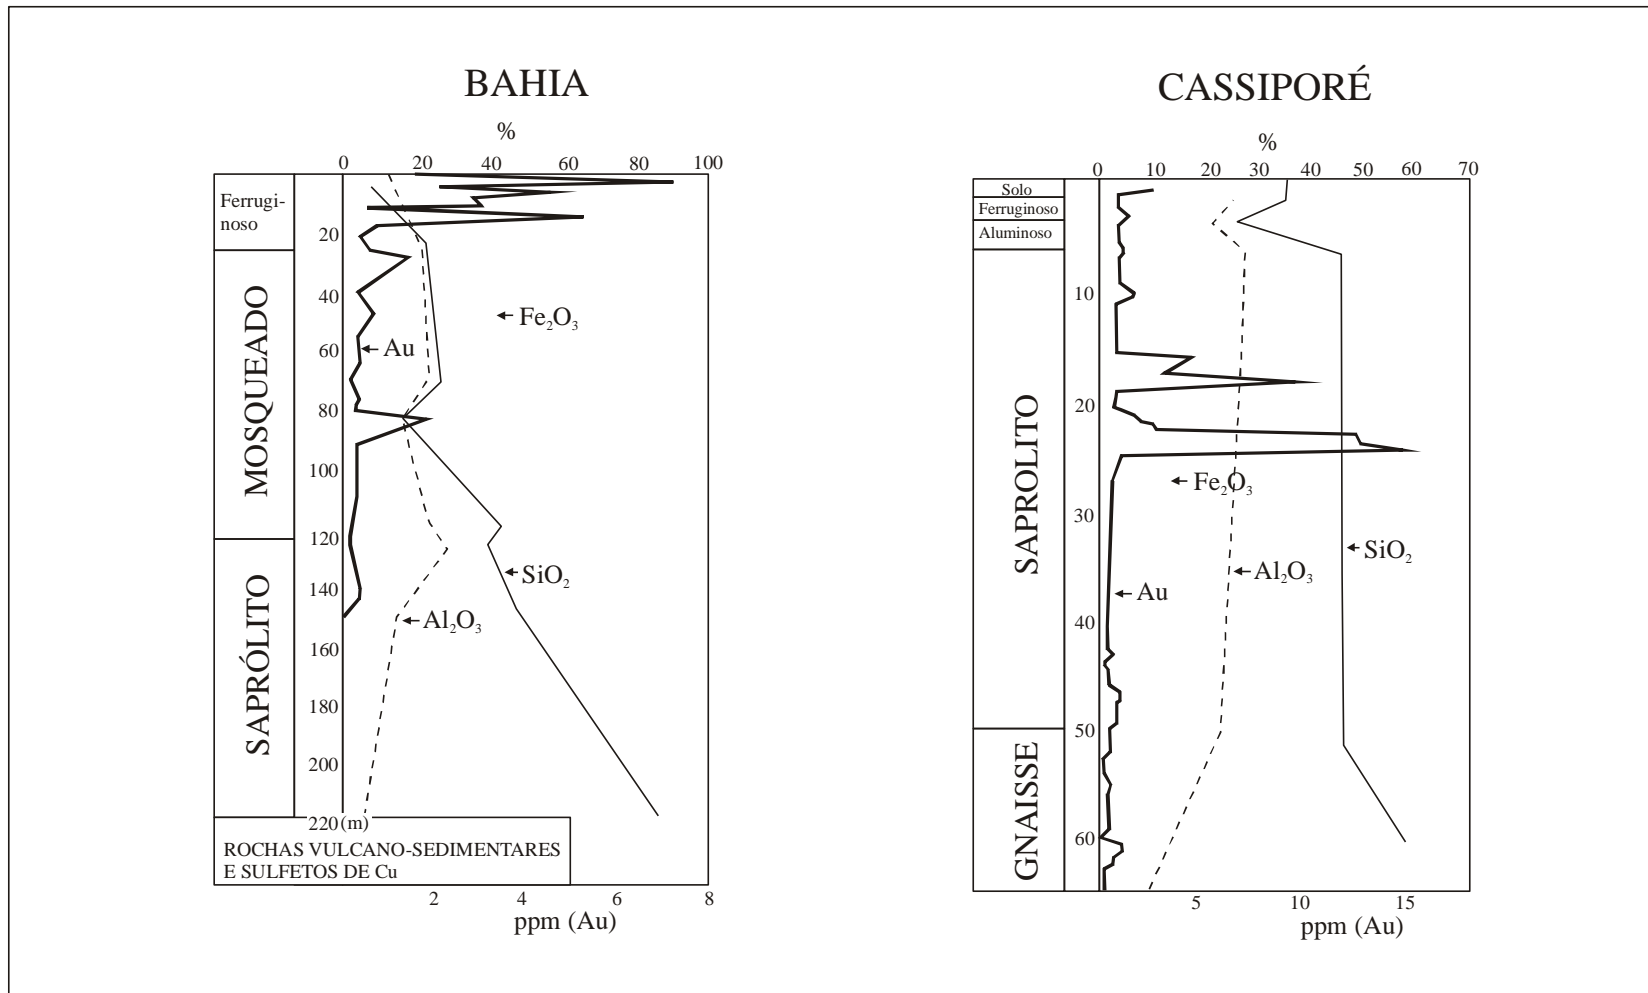 BAHIA
%
0 20 40 60 80 100
Ferrugi-
noso
MOSQUEADO
SAPRÓLITO
20
40
60
80
100
120
140
160
180
200
220 (m)
Fe2O3
Au
SiO2
Al2O3
ROCHAS VULCANO-SEDIMENTARES
E SULFETOS DE Cu
2 4 6 8
ppm (Au)
CASSIPORÉ
%
0 10 20 30 40 50 60 70
Solo
Ferruginoso
Aluminoso
SAPROLITO
GNAISSE
10
20
30
40
50
60
Fe2O3
SiO2
Al2O3
Au
5 10 15
ppm (Au)